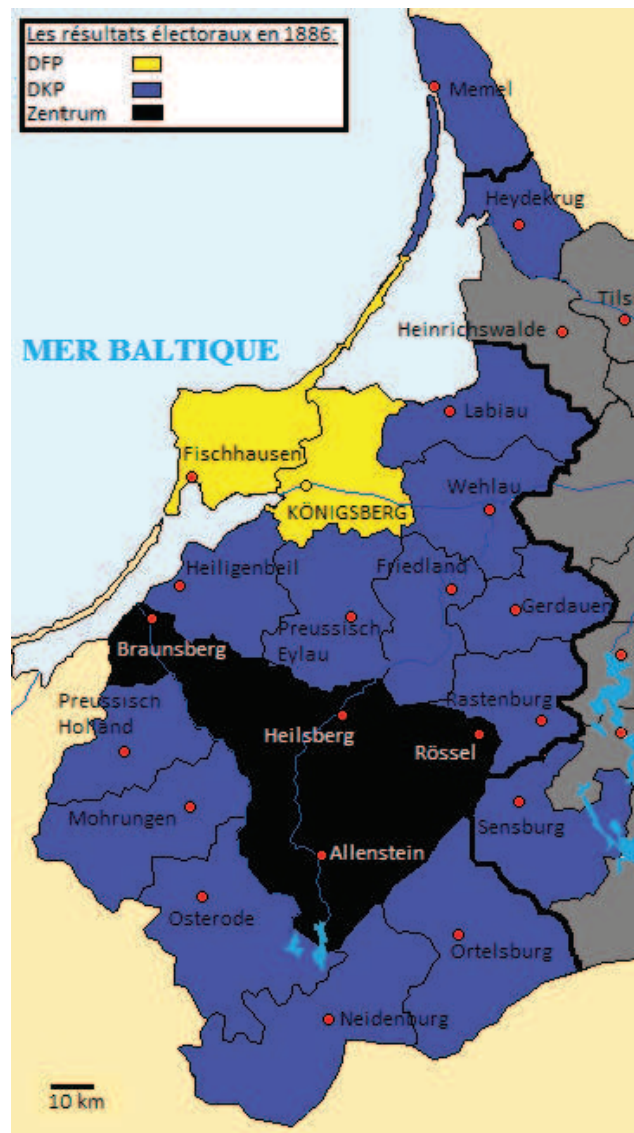 Les résultats électoraux en 1886:
DFP
DKP
Zentrum
Memel
Heydekrug
Tils
Heinrichswalde
MER BALTIQUE
Labiau
Fischhausen
Wehlau
KÖNIGSBERG
Heiligenbeil
Friedland
Gerdauen
Preussisch
Eylau
Braunsberg
Preussisch
Holland
Rastenburg
Heilsberg
Rössel
Mohrungen
Sensburg
Allenstein
Osterode
Ortelsburg
Neidenburg
10 km